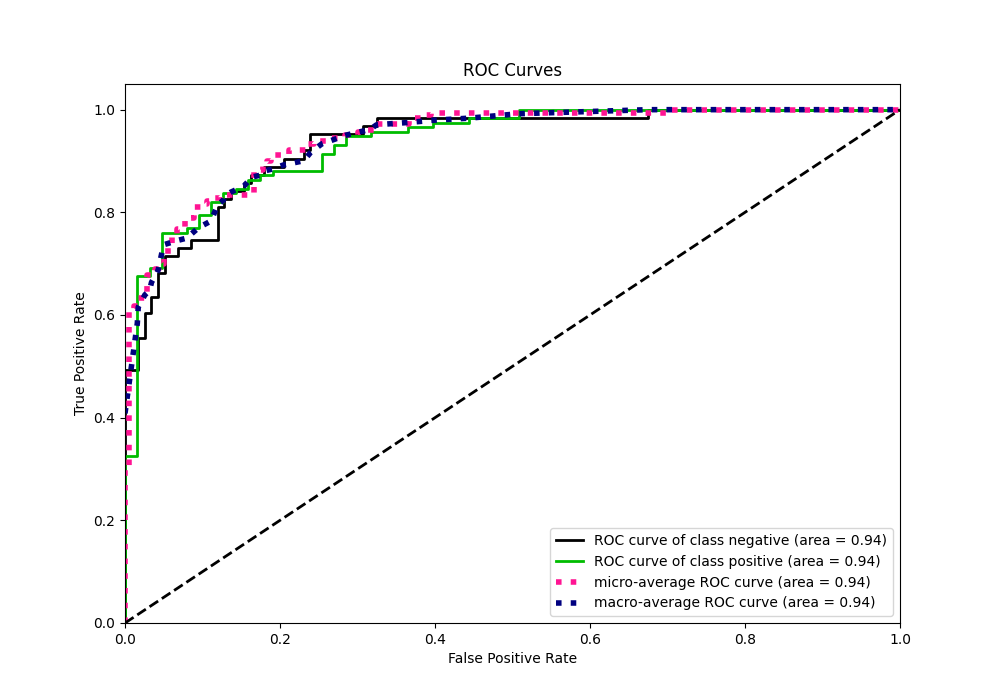 ROC Curves
True Positive Rate
1.0
0.8
0.6
0.4
0.2
0.0
0.0 0.2 0.4 0.6 0.8 1.0
False Positive Rate
ROC curve of class negative (area = 0.94)
ROC curve of class positive (area = 0.94)
micro-average ROC curve (area = 0.94)
macro-average ROC curve (area = 0.94)